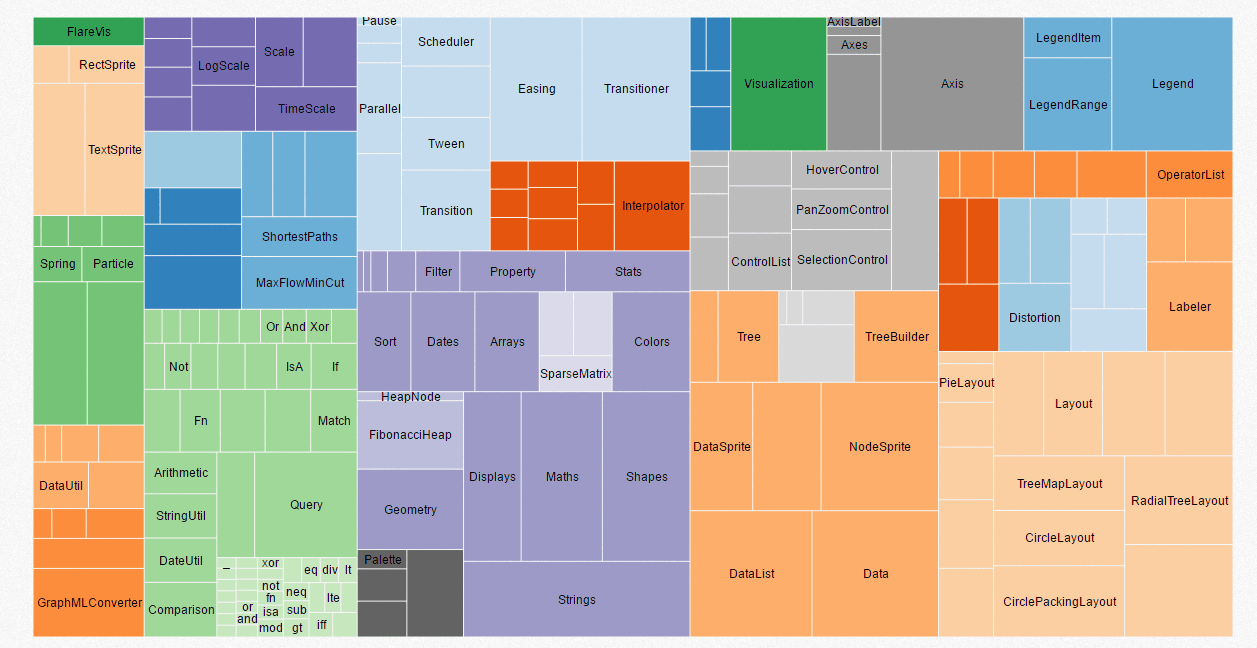 FlareVis
RectSprite
TextSprite
Spring
Particle
DataUtil
GraphMLConverter
LogScale
Scale
TimeScale
ShortestPaths
MaxFlowMinCut
Or
And
Xor
Not
IsA
If
Fn
Match
Arithmetic
StringUtil
DateUtil
Comparison
Query
_
xor
eq
div
lt
not
fn
neq
lte
or
isa
sub
and
mod
gt
iff
Pause
Scheduler
Parallel
Tween
Transition
Easing
Transitioner
Interpolator
Filter
Property
Stats
Sort
Dates
Arrays
SparseMatrix
Colors
HeapNode
FibonacciHeap
Geometry
Palette
Displays
Maths
Shapes
Strings
Visualization
AxisLabel
Axes
Axis
LegendItem
LegendRange
Legend
HoverControl
PanZoomControl
ControlList
SelectionControl
OperatorList
Distortion
Labeler
Tree
TreeBuilder
DataSprite
NodeSprite
DataList
Data
PieLayout
Layout
TreeMapLayout
CircleLayout
RadialTreeLayout
CirclePackingLayout